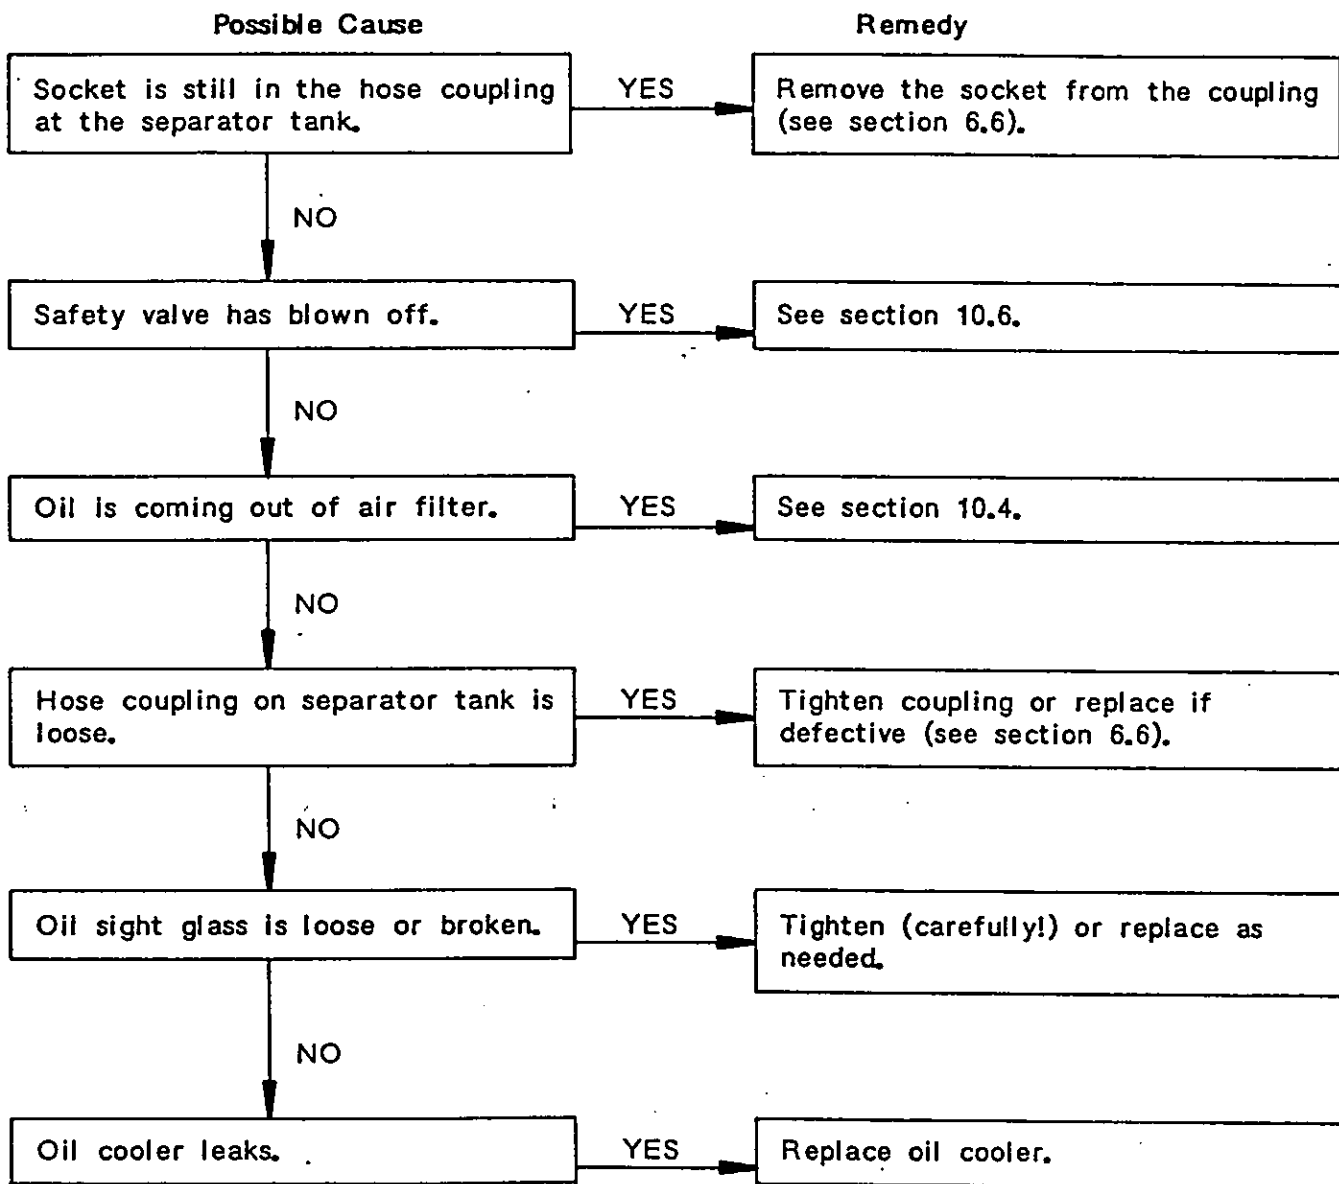 Possible Cause
Remedy
Socket is still in the hose coupling
at the separator tank.
YES
Remove the socket from the coupling
(see section 6.6).
NO
Safety valve has blown off.
YES
See section 10.6.
NO
Oil is coming out of air filter.
YES
See section 10.4.
NO
Hose coupling on separator tank is
loose.
YES
Tighten coupling or replace if
defective (see section 6.6).
NO
Oil sight glass is loose or broken.
YES
Tighten (carefully!) or replace as
needed.
NO
Oil cooler leaks.
YES
Replace oil cooler.